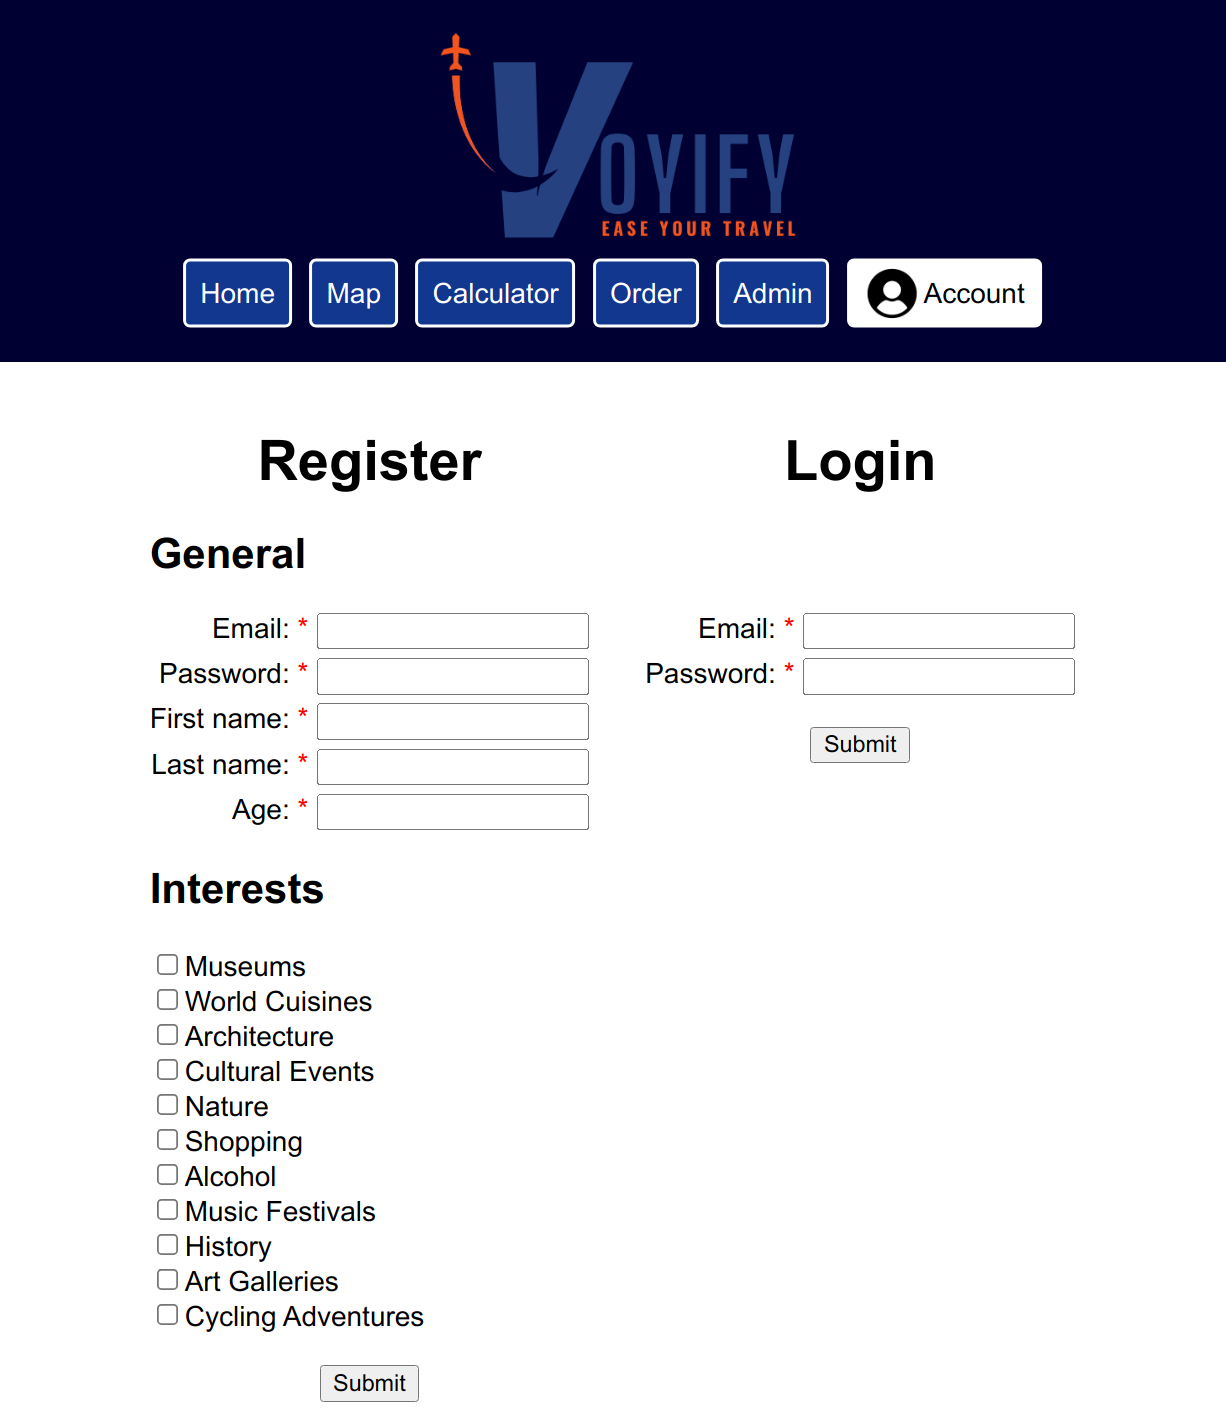 VOYIFY
EASE YOUR TRAVEL
Home Map Calculator Order Admin Account
Register
General
Email: *
Password: *
First name: *
Last name: *
Age: *
Interests
Museums
World Cuisines
Architecture
Cultural Events
Nature
Shopping
Alcohol
Music Festivals
History
Art Galleries
Cycling Adventures
Submit
Login
Email: *
Password: *
Submit